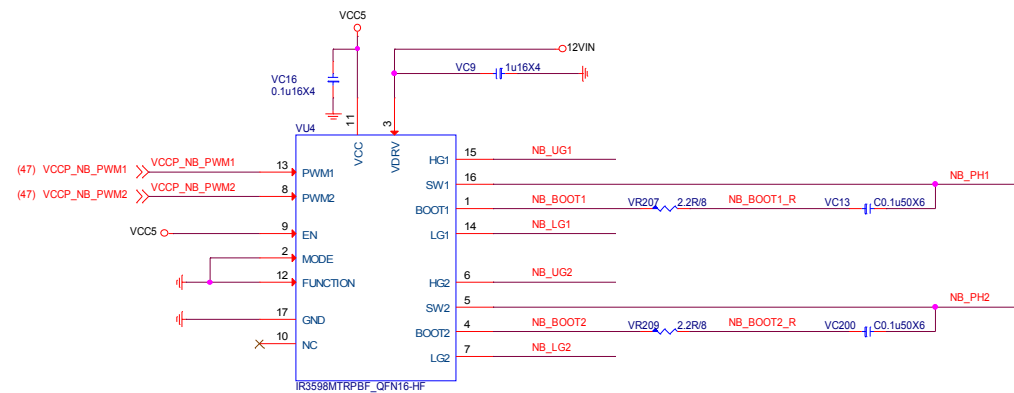 VCC5
12VIN
VC16
0.1u16X4
VC9 1u16X4
VU4
11
3
VCC
VDRV
(47) VCCP_NB_PWM1 VCCP_NB_PWM1 13 PWM1
(47) VCCP_NB_PWM2 VCCP_NB_PWM2 8 PWM2
VCC5 9 EN
2 MODE
12 FUNCTION
17 GND
10 NC
HG1 15 NB_UG1
SW1 16 NB_PH1
BOOT1 1 NB_BOOT1 VR207 2.2R/8 NB_BOOT1_R VC13 C0.1u50X6
LG1 14 NB_LG1
HG2 6 NB_UG2
SW2 5 NB_PH2
BOOT2 4 NB_BOOT2 VR209 2.2R/8 NB_BOOT2_R VC200 C0.1u50X6
LG2 7 NB_LG2
IR3598MTRPBF_QFN16-HF